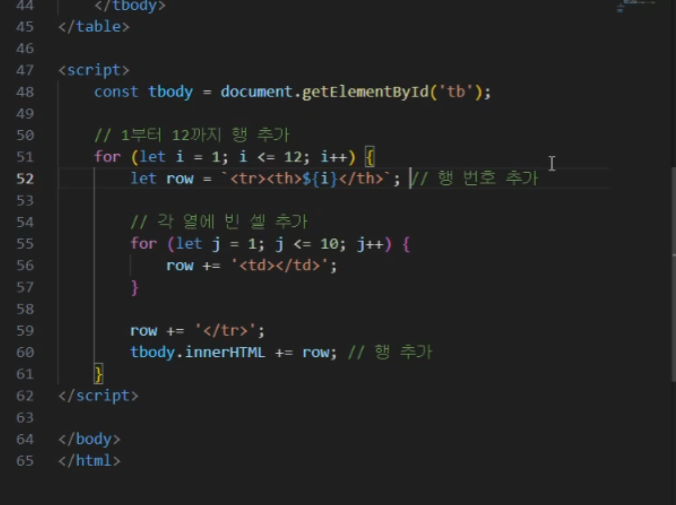 44 </tbody>
45 </table>
46
47 <script>
48 const tbody = document.getElementById('tb');
49
50 // 1부터 12까지 행 추가
51 for (let i = 1; i <= 12; i++) {
52 let row = `<tr><th>${i}</th>`; // 행 번호 추가
53
54 // 각 열에 빈 셀 추가
55 for (let j = 1; j <= 10; j++) {
56 row += '<td></td>';
57 }
58
59 row += '</tr>';
60 tbody.innerHTML += row; // 행 추가
61 }
62 </script>
63
64 </body>
65 </html>